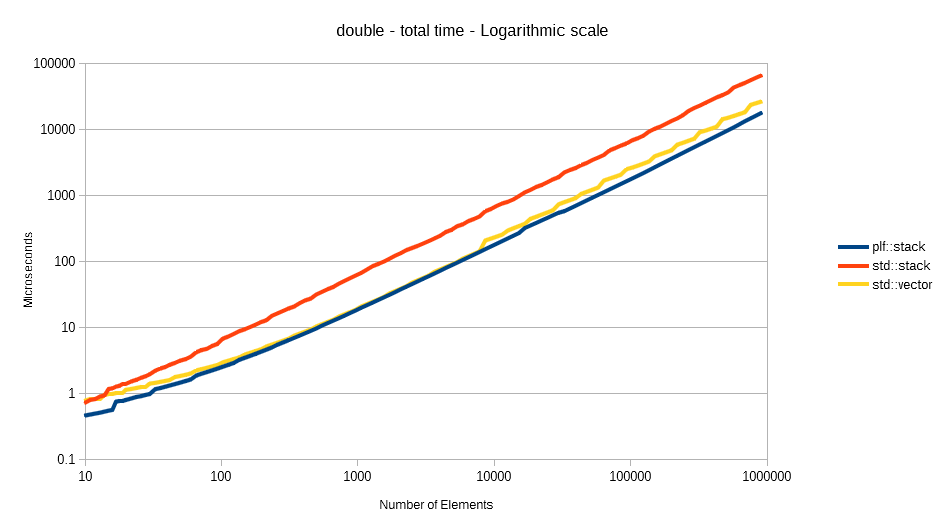 double - total time - Logarithmic scale
100000
10000
1000
100
10
1
0.1
Microseconds
10
100
1000
10000
100000
1000000
Number of Elements
plf::stack
std::stack
std::vector